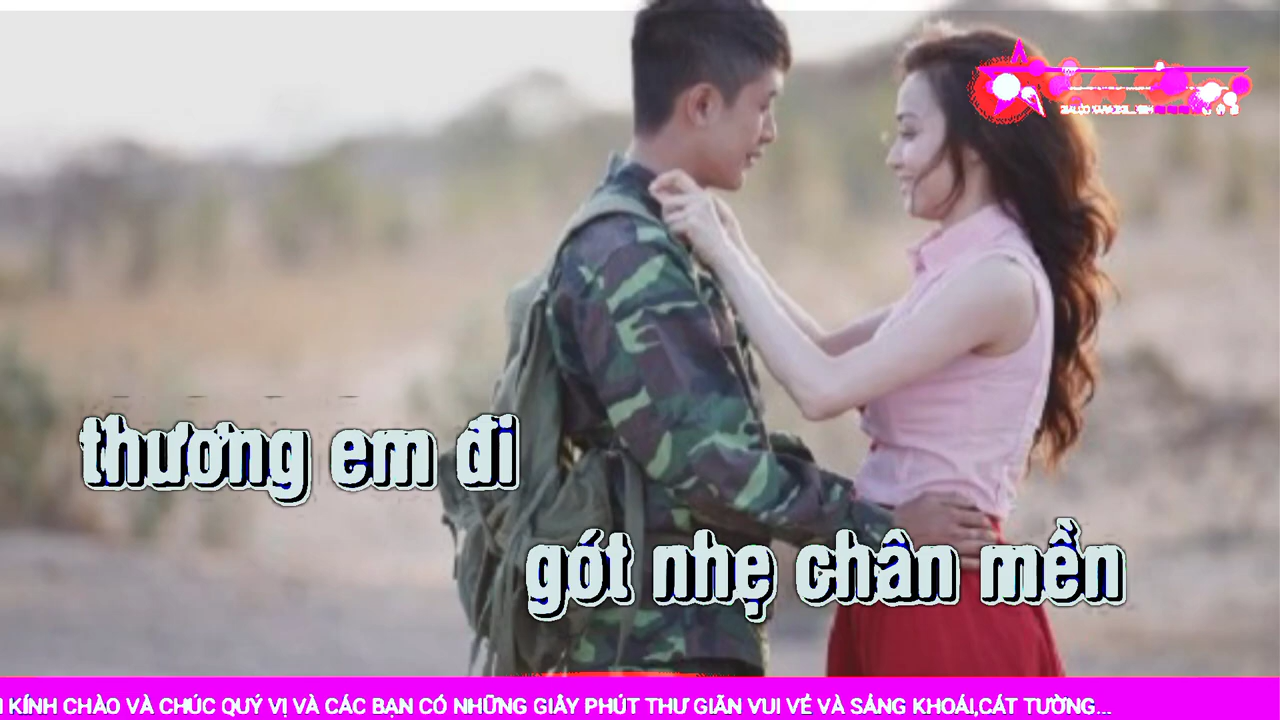 thương em đi
gót nhẹ chân mền
KÍNH CHÀO VÀ CHÚC QUÝ VỊ VÀ CÁC BẠN CÓ NHỮNG GIÂY PHÚT THƯ GIÃN VUI VẺ VÀ SẢNG KHOÁI,CÁT TƯỜNG...